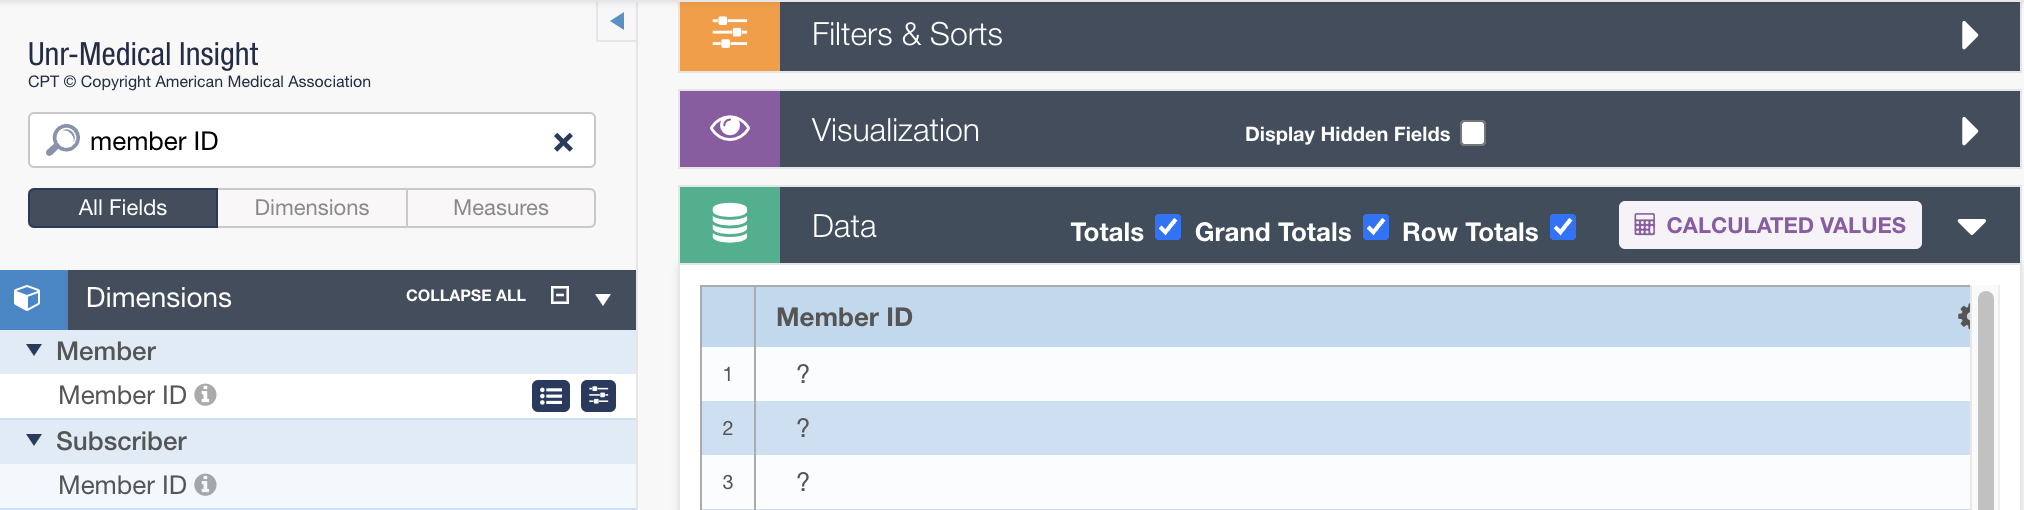 Unr-Medical Insight
CPT © Copyright American Medical Association
member ID
All Fields Dimensions Measures
Dimensions COLLAPSE ALL
Member
Member ID
Subscriber
Member ID
Filters & Sorts
Visualization Display Hidden Fields
Data Totals Grand Totals Row Totals CALCULATED VALUES
Member ID
1 ?
2 ?
3 ?